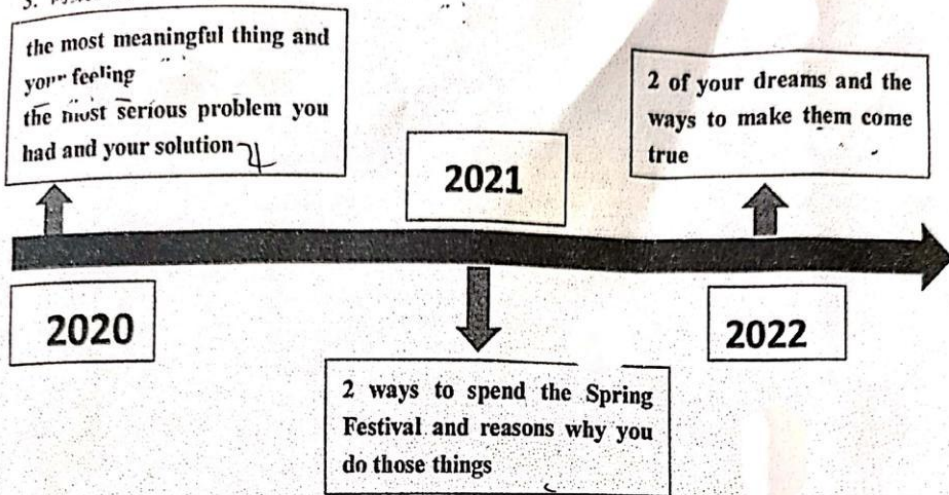 3.
the most meaningful thing and
your feeling
the most serious problem you
had and your solution
2021
2 of your dreams and the
ways to make them come
true
2020
2022
2 ways to spend the Spring
Festival and reasons why you
do those things